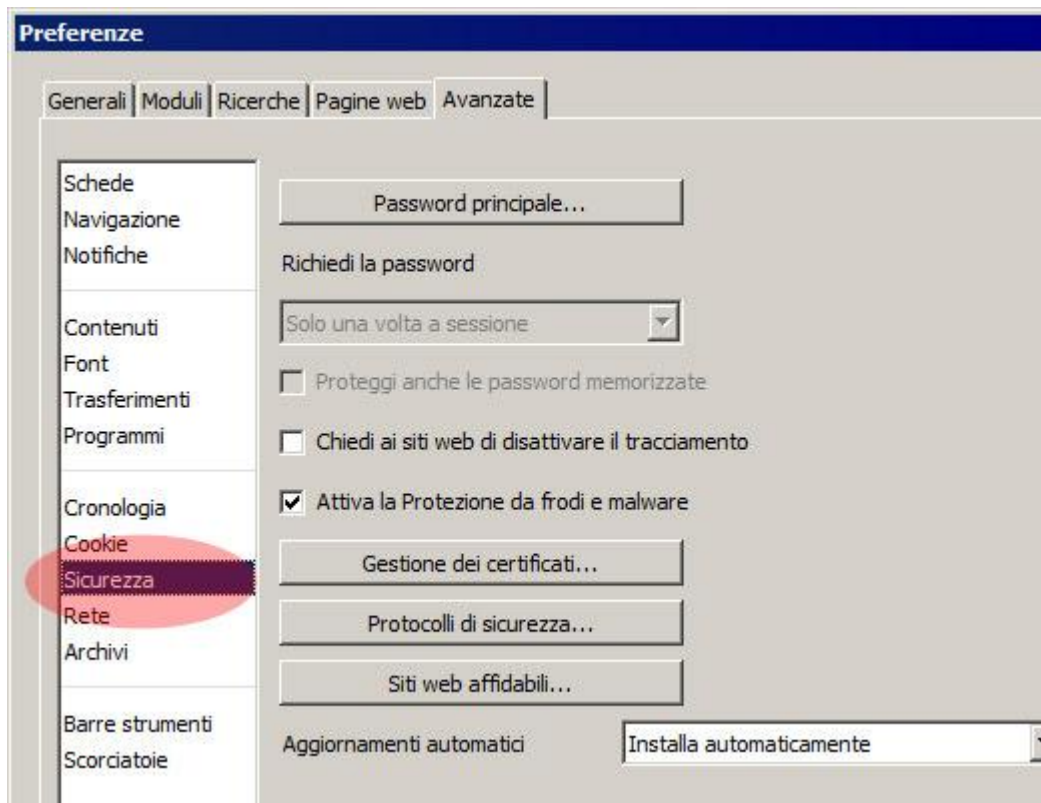 Preferenze
Generali Moduli Ricerche Pagine web Avanzate
Schede
Navigazione
Notifiche
Contenuti
Font
Trasferimenti
Programmi
Cronologia
Cookie
Sicurezza
Rete
Archivi
Barre strumenti
Scorciatoie
Password principale...
Richiedi la password
Solo una volta a sessione
Proteggi anche le password memorizzate
Chiedi ai siti web di disattivare il tracciamento
Attiva la Protezione da frodi e malware
Gestione dei certificati...
Protocolli di sicurezza...
Siti web affidabili...
Aggiornamenti automatici Installa automaticamente